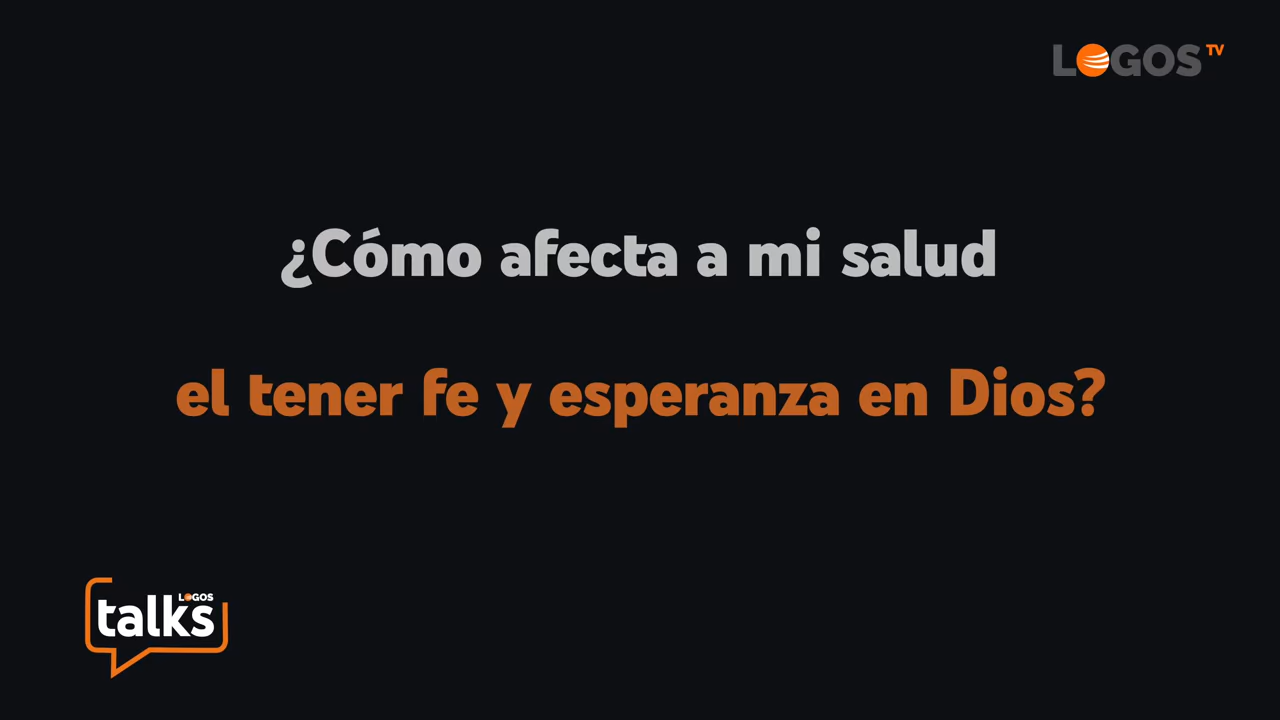 LOGOS TV
¿Cómo afecta a mi salud
el tener fe y esperanza en Dios?
LOGOS
talks